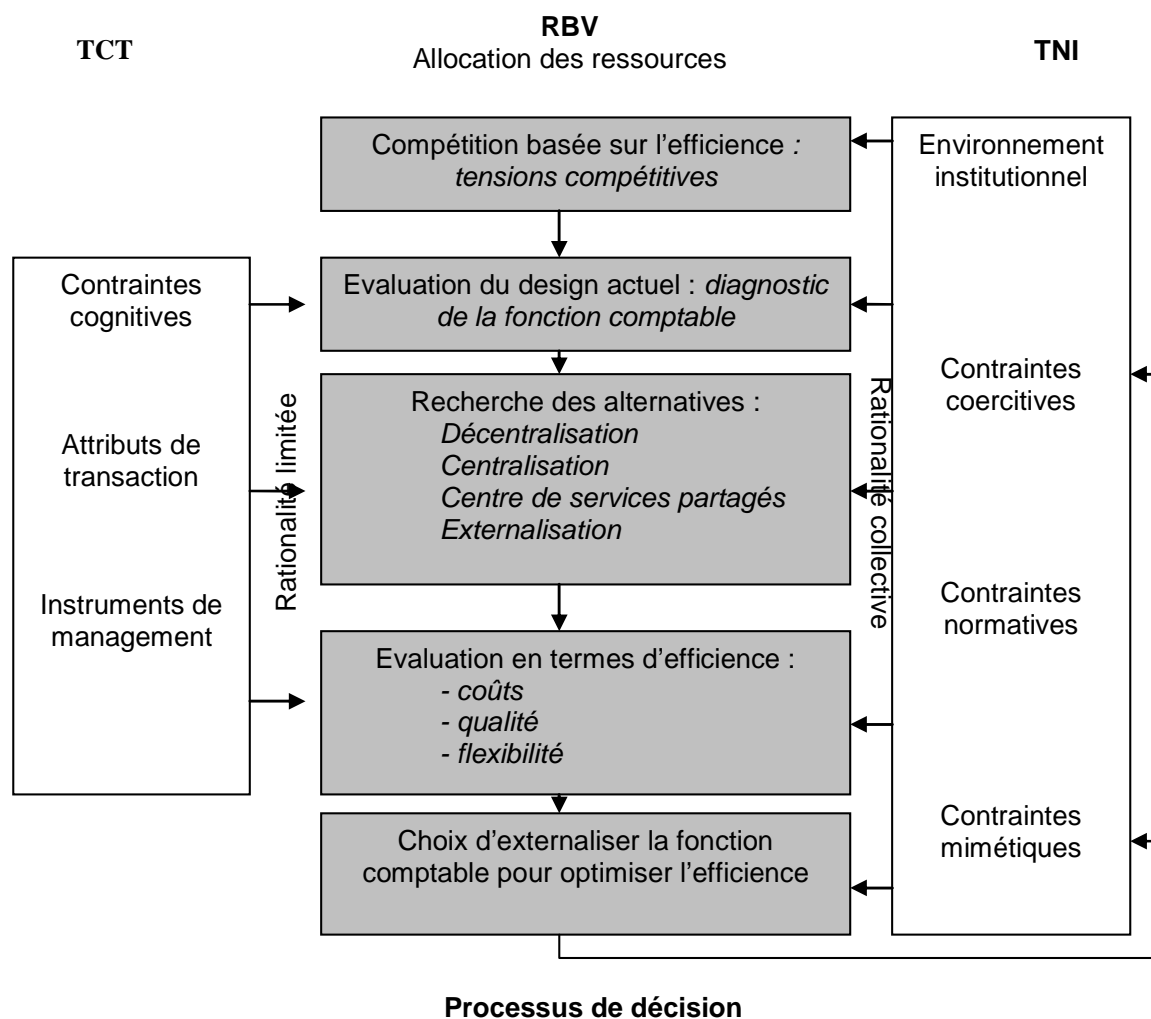 TCT
RBV
Allocation des ressources
TNI
Compétition basée sur l'efficience :
tensions compétitives
Environnement
institutionnel
Contraintes
cognitives
Attributs de
transaction
Instruments de
management
Rationalité limitée
Evaluation du design actuel : diagnostic
de la fonction comptable
Recherche des alternatives :
Décentralisation
Centralisation
Centre de services partagés
Externalisation
Evaluation en termes d'efficience :
- coûts
- qualité
- flexibilité
Choix d'externaliser la fonction
comptable pour optimiser l'efficience
Rationalité collective
Contraintes
coercitives
Contraintes
normatives
Contraintes
mimétiques
Processus de décision